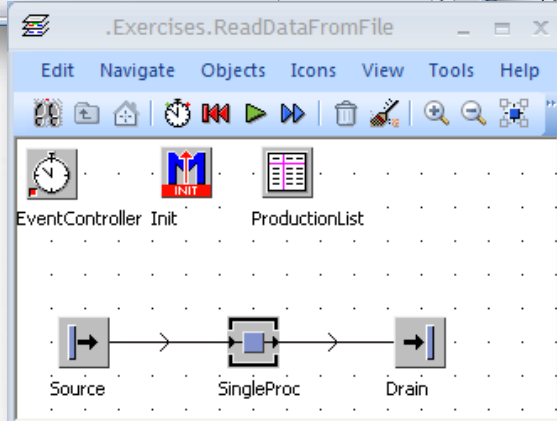 .Exercises.ReadDataFromFile
Edit Navigate Objects Icons View Tools Help
INIT
EventController Init ProductionList
Source SingleProc Drain